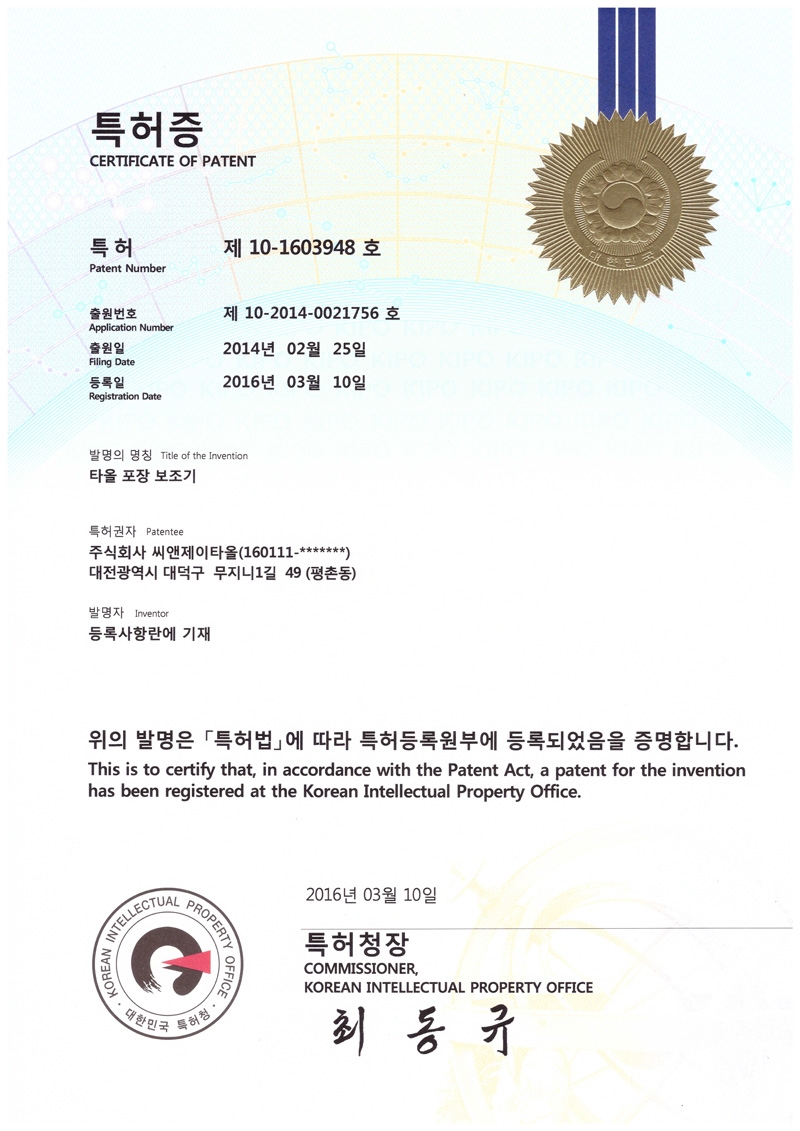 특허증
CERTIFICATE OF PATENT
대한민국
특허 제 10-1603948 호
Patent Number
출원번호 제 10-2014-0021756 호
Application Number
출원일 2014년 02월 25일
Filing Date
등록일 2016년 03월 10일
Registration Date
KIPO KIPO KIPO KIPO KIPO
발명의 명칭 Title of the Invention
타올 포장 보조기
특허권자 Patentee
주식회사 씨앤제이타올(160111-*******)
대전광역시 대덕구 무지니1길 49 (평촌동)
발명자 Inventor
등록사항란에 기재
위의 발명은 「특허법」에 따라 특허등록원부에 등록되었음을 증명합니다.
This is to certify that, in accordance with the Patent Act, a patent for the invention
has been registered at the Korean Intellectual Property Office.
2016년 03월 10일
특허청장
COMMISSIONER,
KOREAN INTELLECTUAL PROPERTY OFFICE
최 동 규
KOREAN INTELLECTUAL PROPERTY OFFICE
· 대한민국 특허청 ·